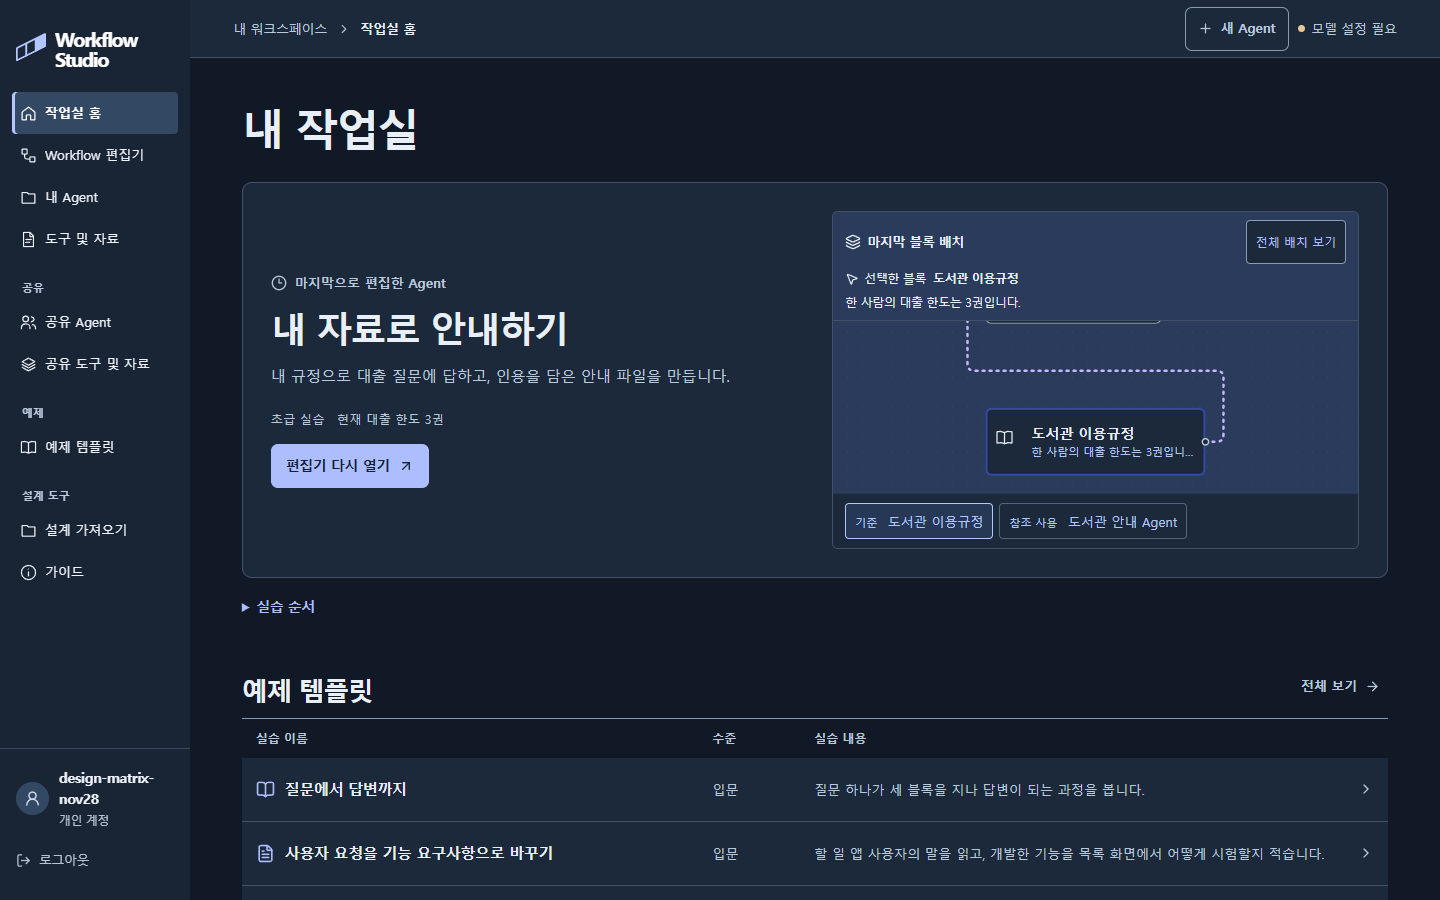 Workflow
Studio
작업실 홈
Workflow 편집기
내 Agent
도구 및 자료
공유
공유 Agent
공유 도구 및 자료
예제
예제 템플릿
설계 도구
설계 가져오기
가이드
design-matrix-
nov28
개인 계정
로그아웃
내 워크스페이스 > 작업실 홈
+ 새 Agent
모델 설정 필요
내 작업실
마지막으로 편집한 Agent
내 자료로 안내하기
내 규정으로 대출 질문에 답하고, 인용을 담은 안내 파일을 만듭니다.
초급 실습 현재 대출 한도 3권
편집기 다시 열기
마지막 블록 배치
전체 배치 보기
선택한 블록 도서관 이용규정
한 사람의 대출 한도는 3권입니다.
도서관 이용규정
한 사람의 대출 한도는 3권입니...
기준 도서관 이용규정
참조 사용 도서관 안내 Agent
실습 순서
예제 템플릿
전체 보기
실습 이름 수준 실습 내용
질문에서 답변까지 입문 질문 하나가 세 블록을 지나 답변이 되는 과정을 봅니다.
사용자 요청을 기능 요구사항으로 바꾸기 입문 할 일 앱 사용자의 말을 읽고, 개발한 기능을 목록 화면에서 어떻게 시험할지 적습니다.